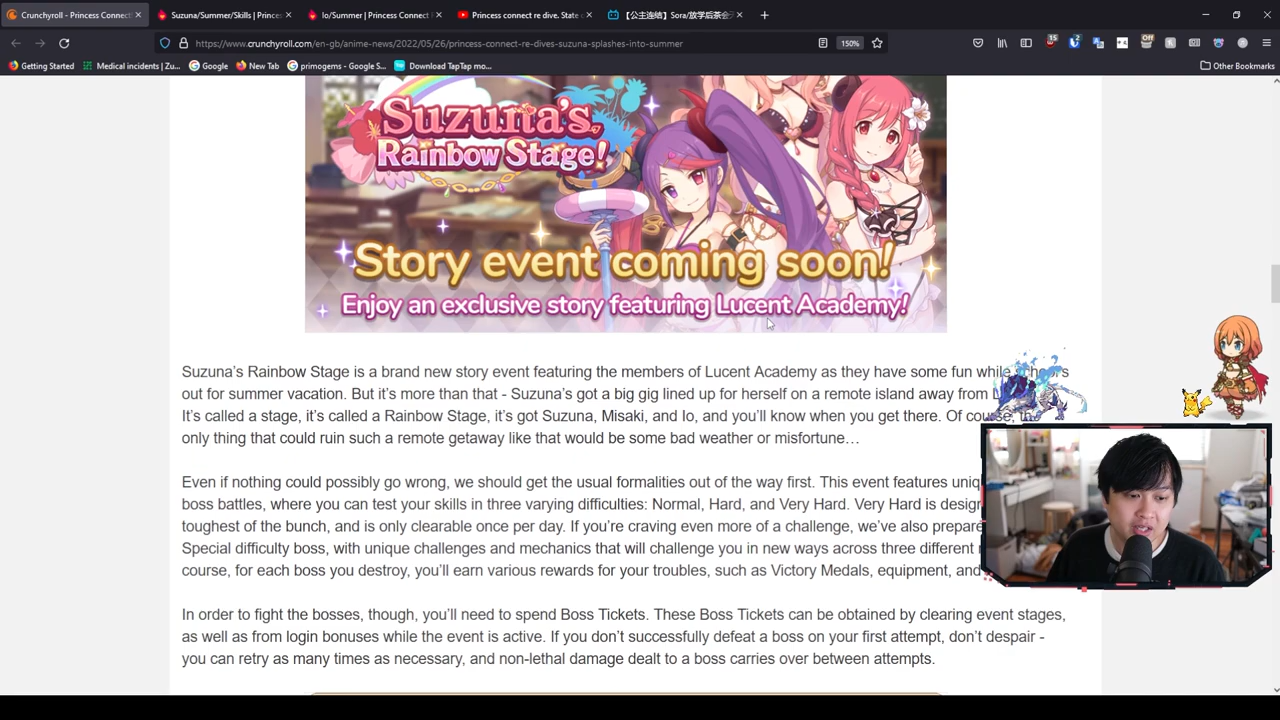 Crunchyroll - Princess Connect!
Suzuna/Summer/Skills | Princess
Io/Summer | Princess Connect
Princess connect re dive. State o
【公主连结】Sora/放学后茶会
https://www.crunchyroll.com/en-gb/anime-news/2022/05/26/princess-connect-re-dives-suzuna-splashes-into-summer
150%
15
2
Off
Getting Started
Medical incidents | Zu...
Google
New Tab
primogems - Google S...
Download TapTap mo...
Other Bookmarks
Suzuna's
Rainbow Stage!
Story event coming soon!
Enjoy an exclusive story featuring Lucent Academy!
Suzuna's Rainbow Stage is a brand new story event featuring the members of Lucent Academy as they have some fun while
out for summer vacation. But it's more than that - Suzuna's got a big gig lined up for herself on a remote island away from
It's called a stage, it's called a Rainbow Stage, it's got Suzuna, Misaki, and Io, and you'll know when you get there. Of course,
only thing that could ruin such a remote getaway like that would be some bad weather or misfortune…
Even if nothing could possibly go wrong, we should get the usual formalities out of the way first. This event features
boss battles, where you can test your skills in three varying difficulties: Normal, Hard, and Very Hard. Very Hard is
toughest of the bunch, and is only clearable once per day. If you're craving even more of a challenge, we've also
Special difficulty boss, with unique challenges and mechanics that will challenge you in new ways across three different
course, for each boss you destroy, you'll earn various rewards for your troubles, such as Victory Medals, equipment, and
In order to fight the bosses, though, you'll need to spend Boss Tickets. These Boss Tickets can be obtained by clearing event stages,
as well as from login bonuses while the event is active. If you don't successfully defeat a boss on your first attempt, don't despair -
you can retry as many times as necessary, and non-lethal damage dealt to a boss carries over between attempts.